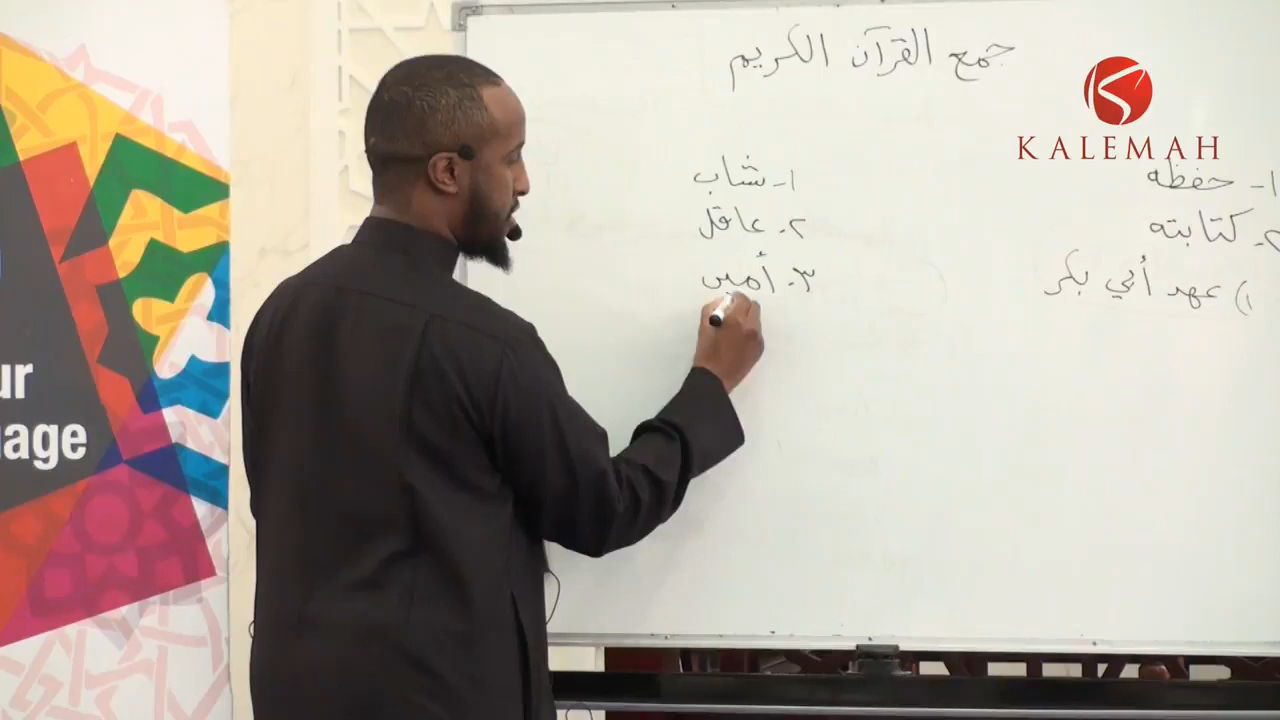 جمع القرآن الكريم
KALEMAH
١- حفظه
٢- كتابته
١) عهد أبي بكر
١- شاب
٢- عاقل
٣- أمين
ur
uage